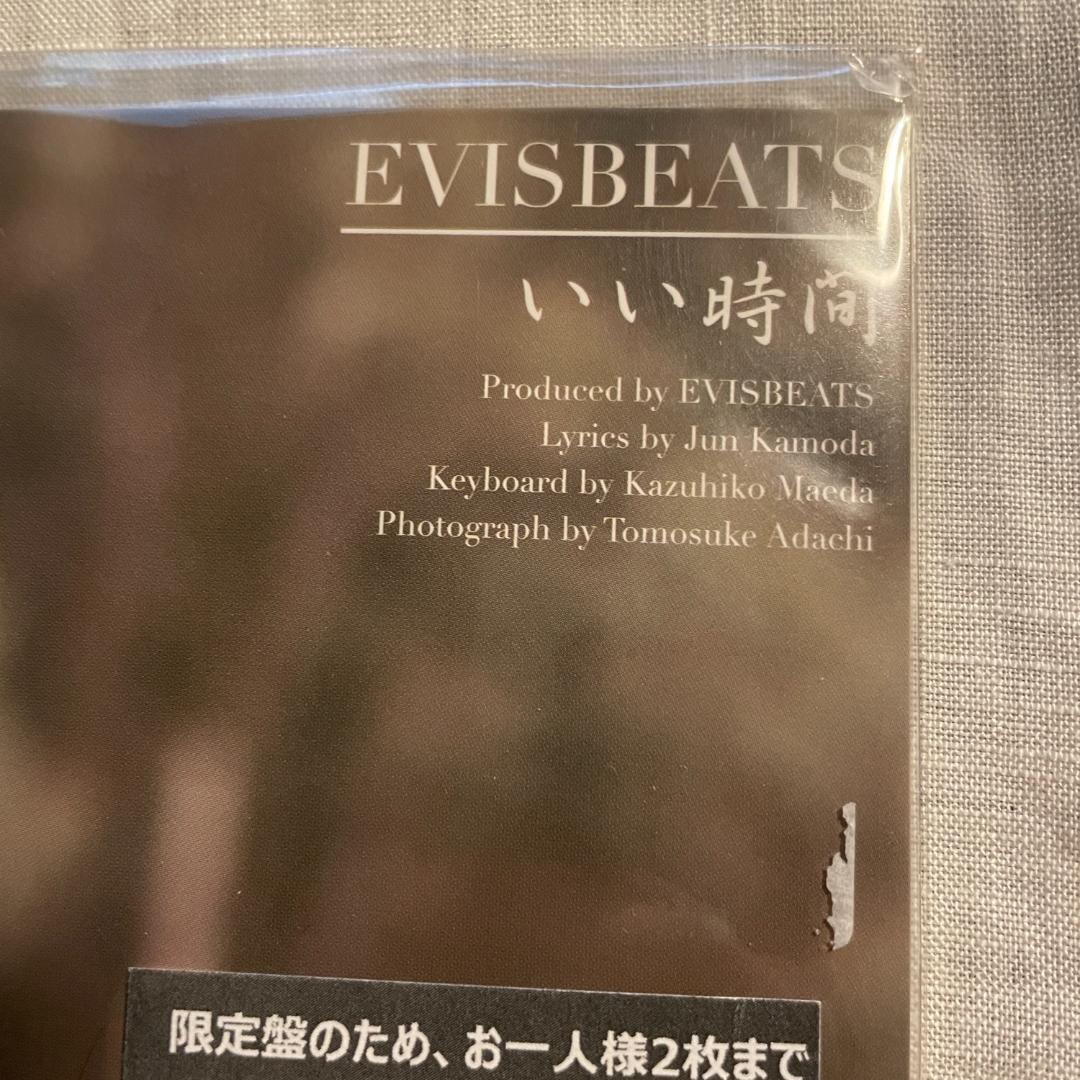 EVISBEATS
いい時間
Produced by EVISBEATS
Lyrics by Jun Kamoda
Keyboard by Kazuhiko Maeda
Photograph by Tomosuke Adachi
限定盤のため、お一人様2枚まで